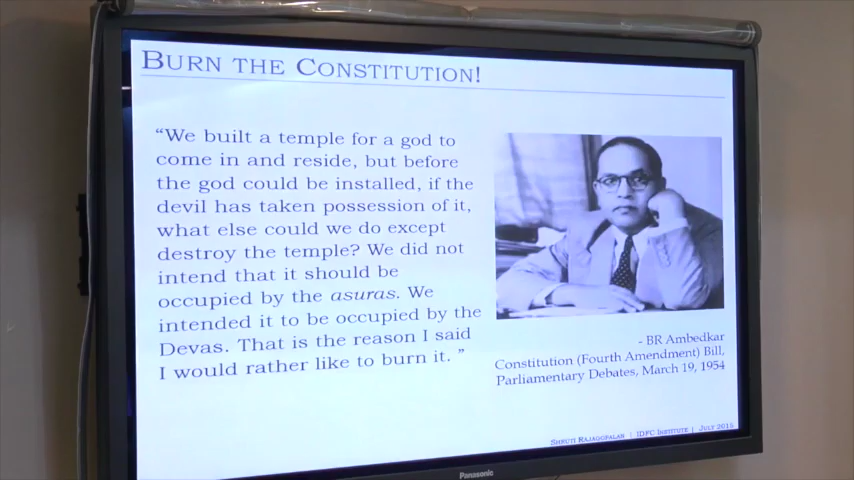 BURN THE CONSTITUTION!
“We built a temple for a god to
come in and reside, but before
the god could be installed, if the
devil has taken possession of it,
what else could we do except
destroy the temple? We did not
intend that it should be
occupied by the asuras. We
intended it to be occupied by the
Devas. That is the reason I said
I would rather like to burn it. ”
- BR Ambedkar
Constitution (Fourth Amendment) Bill,
Parliamentary Debates, March 19, 1954
SHRUTI RAJAGOPALAN | IDFC INSTITUTE | JULY 2015
Panasonic